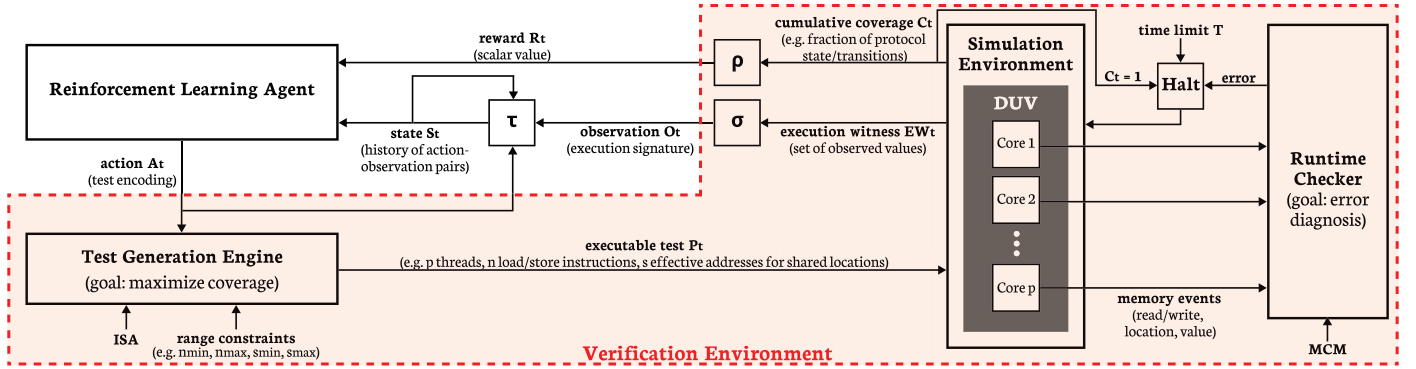 Reinforcement Learning Agent
reward Rt
(scalar value)
state St
(history of action-
observation pairs)
τ
observation Ot
(execution signature)
ρ
σ
cumulative coverage Ct
(e.g. fraction of protocol
state/transitions)
execution witness EWt
(set of observed values)
Simulation
Environment
DUV
Core 1
Core 2
Core p
time limit T
Ct = 1
Halt
error
Runtime
Checker
(goal: error
diagnosis)
action At
(test encoding)
Test Generation Engine
(goal: maximize coverage)
executable test Pt
(e.g. p threads, n load/store instructions, s effective addresses for shared locations)
memory events
(read/write,
location, value)
ISA
range constraints
(e.g. nmin, nmax, smin, smax)
MCM
Verification Environment